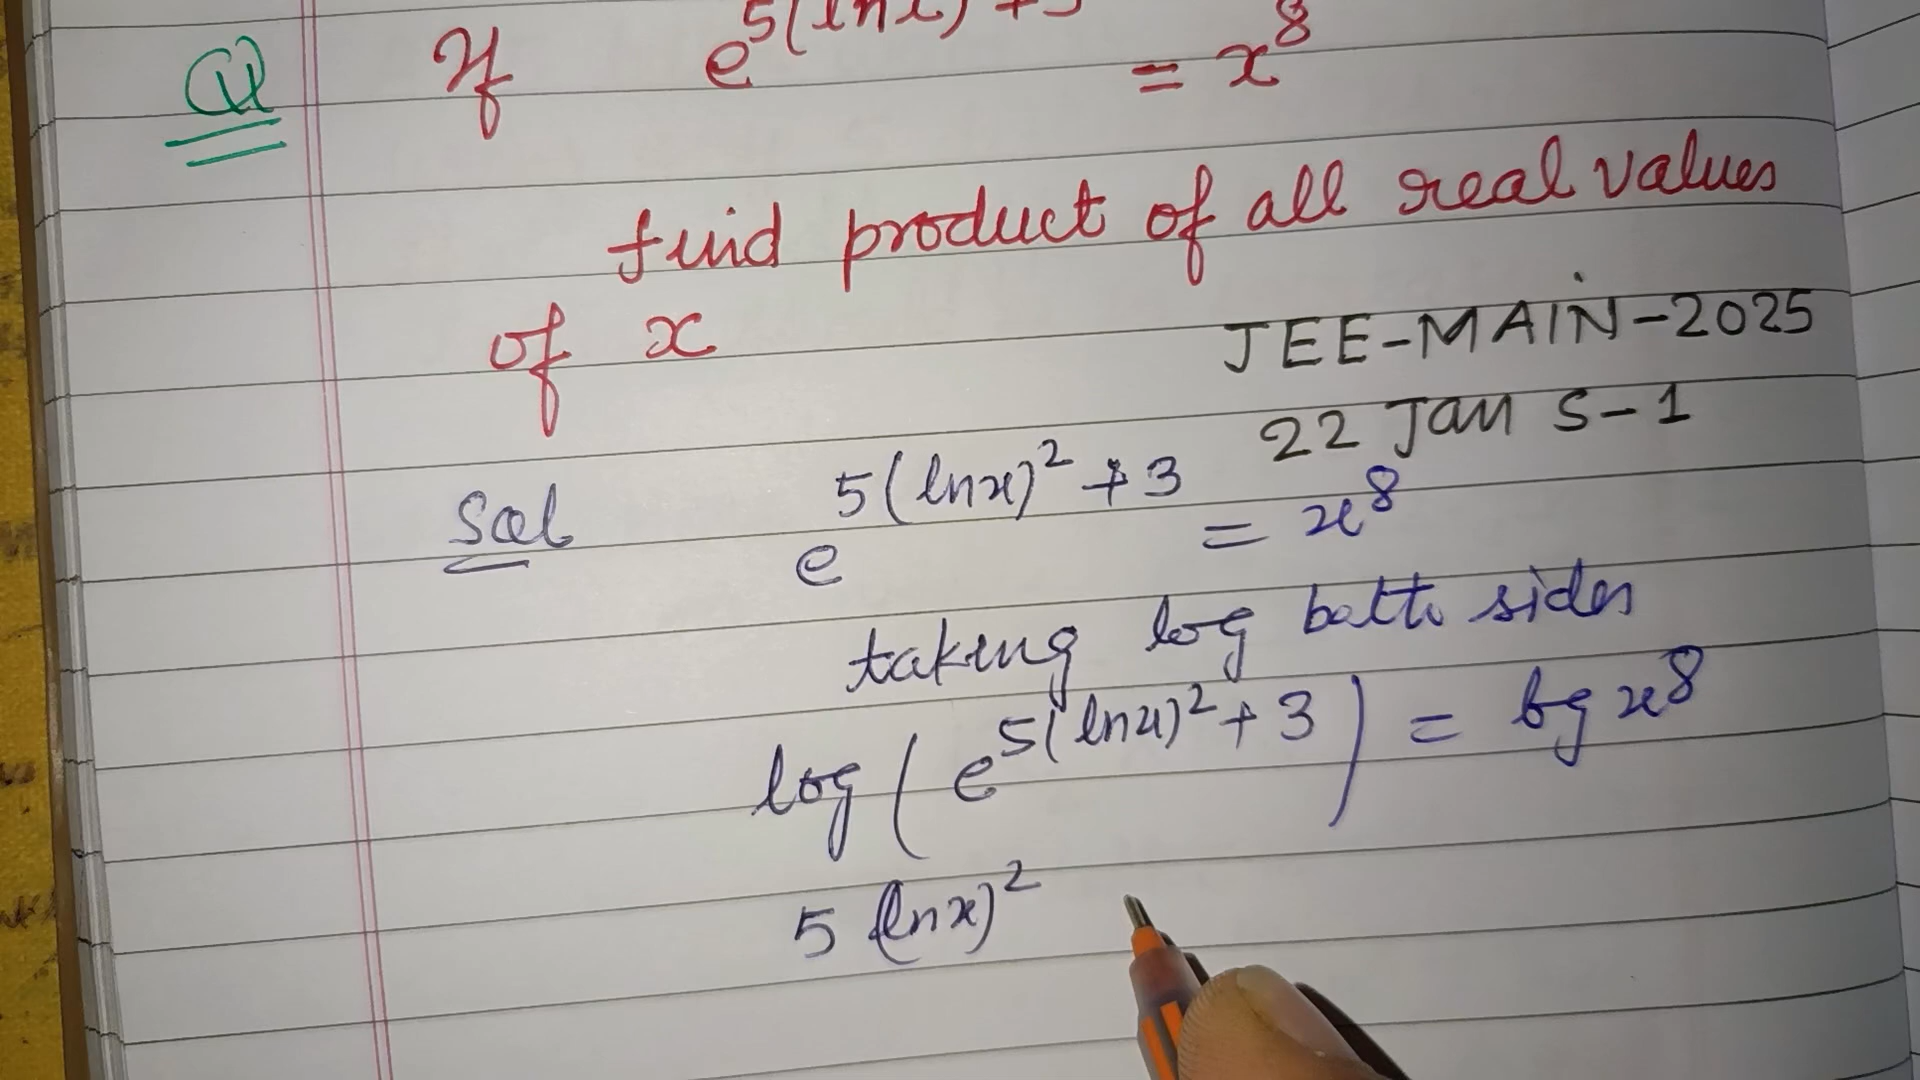 Q If e^5(lnx)+3 = x^8
find product of all real values
of x
JEE-MAIN-2025
22 Jan S-1
Sol e^5(lnx)^2+3 = x^8
taking log both sides
log(e^5(lnx)^2+3) = log x^8
5(lnx)^2